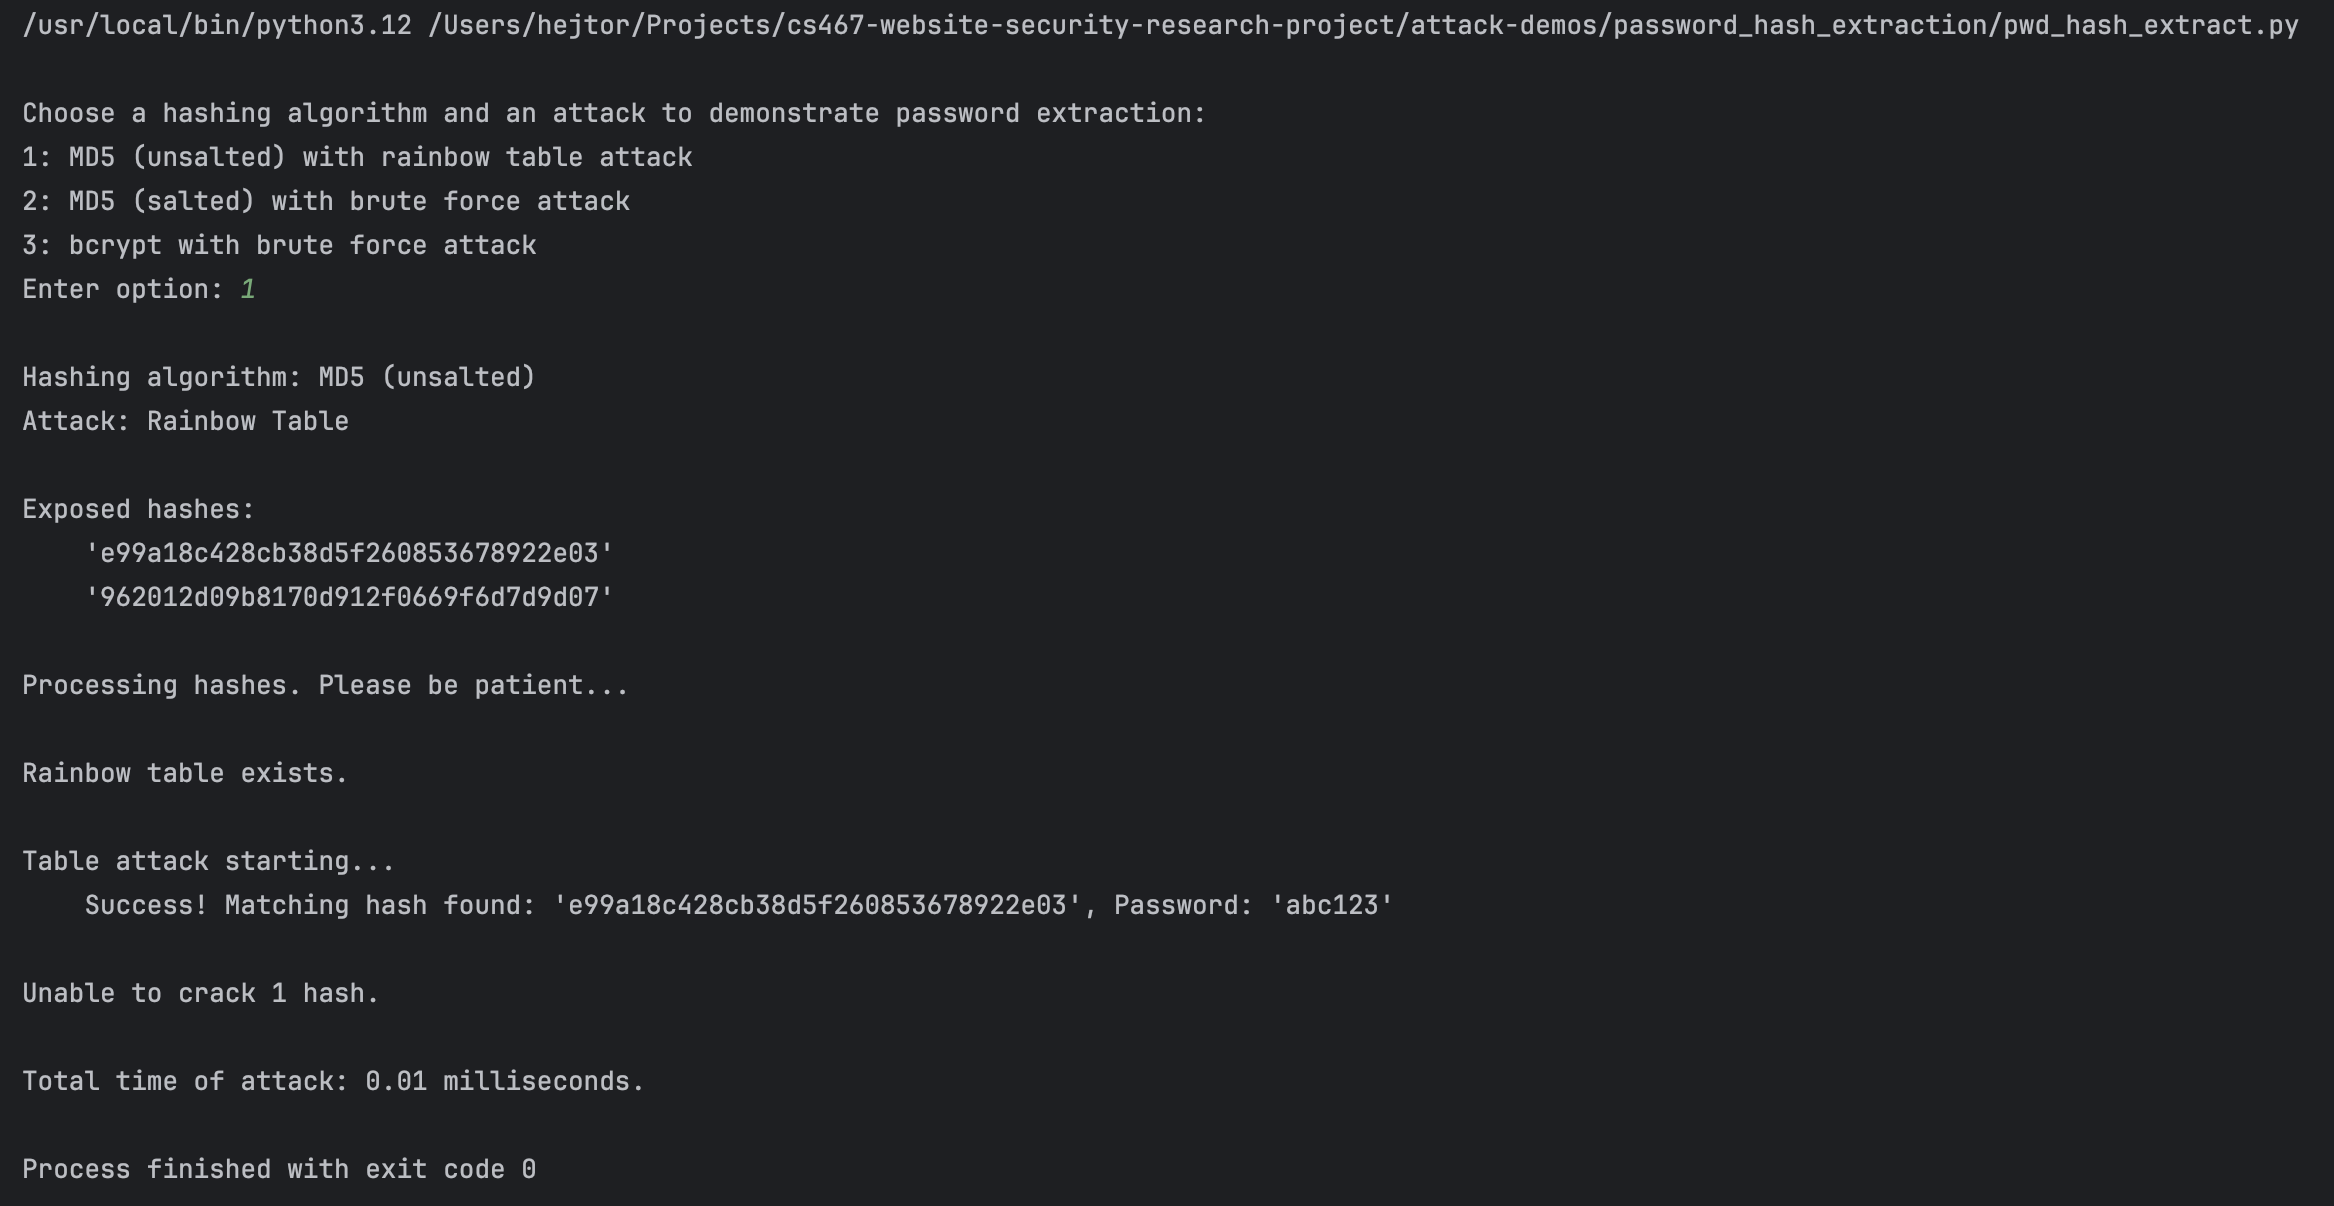 /usr/local/bin/python3.12 /Users/hejtor/Projects/cs467-website-security-research-project/attack-demos/password_hash_extraction/pwd_hash_extract.py
Choose a hashing algorithm and an attack to demonstrate password extraction:
1: MD5 (unsalted) with rainbow table attack
2: MD5 (salted) with brute force attack
3: bcrypt with brute force attack
Enter option: 1
Hashing algorithm: MD5 (unsalted)
Attack: Rainbow Table
Exposed hashes:
'e99a18c428cb38d5f260853678922e03'
'962012d09b8170d912f0669f6d7d9d07'
Processing hashes. Please be patient...
Rainbow table exists.
Table attack starting...
Success! Matching hash found: 'e99a18c428cb38d5f260853678922e03', Password: 'abc123'
Unable to crack 1 hash.
Total time of attack: 0.01 milliseconds.
Process finished with exit code 0